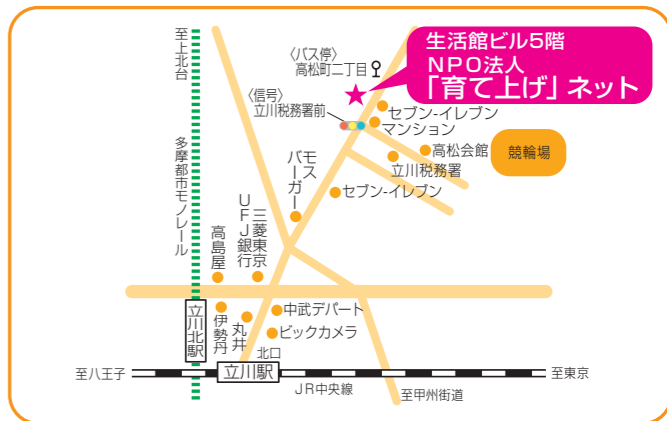 至上北台
多摩都市モノレール
〈バス停〉
高松町二丁目
生活館ビル5階
NPO法人
「育て上げ」ネット
〈信号〉
立川税務署前
セブン-イレブン
マンション
高松会館
競輪場
立川税務署
セブン-イレブン
モス
バーガー
三菱東京
UFJ銀行
高島屋
立川北駅
伊勢丹
丸井
中武デパート
ビックカメラ
北口
立川駅
至八王子
JR中央線
至東京
至甲州街道